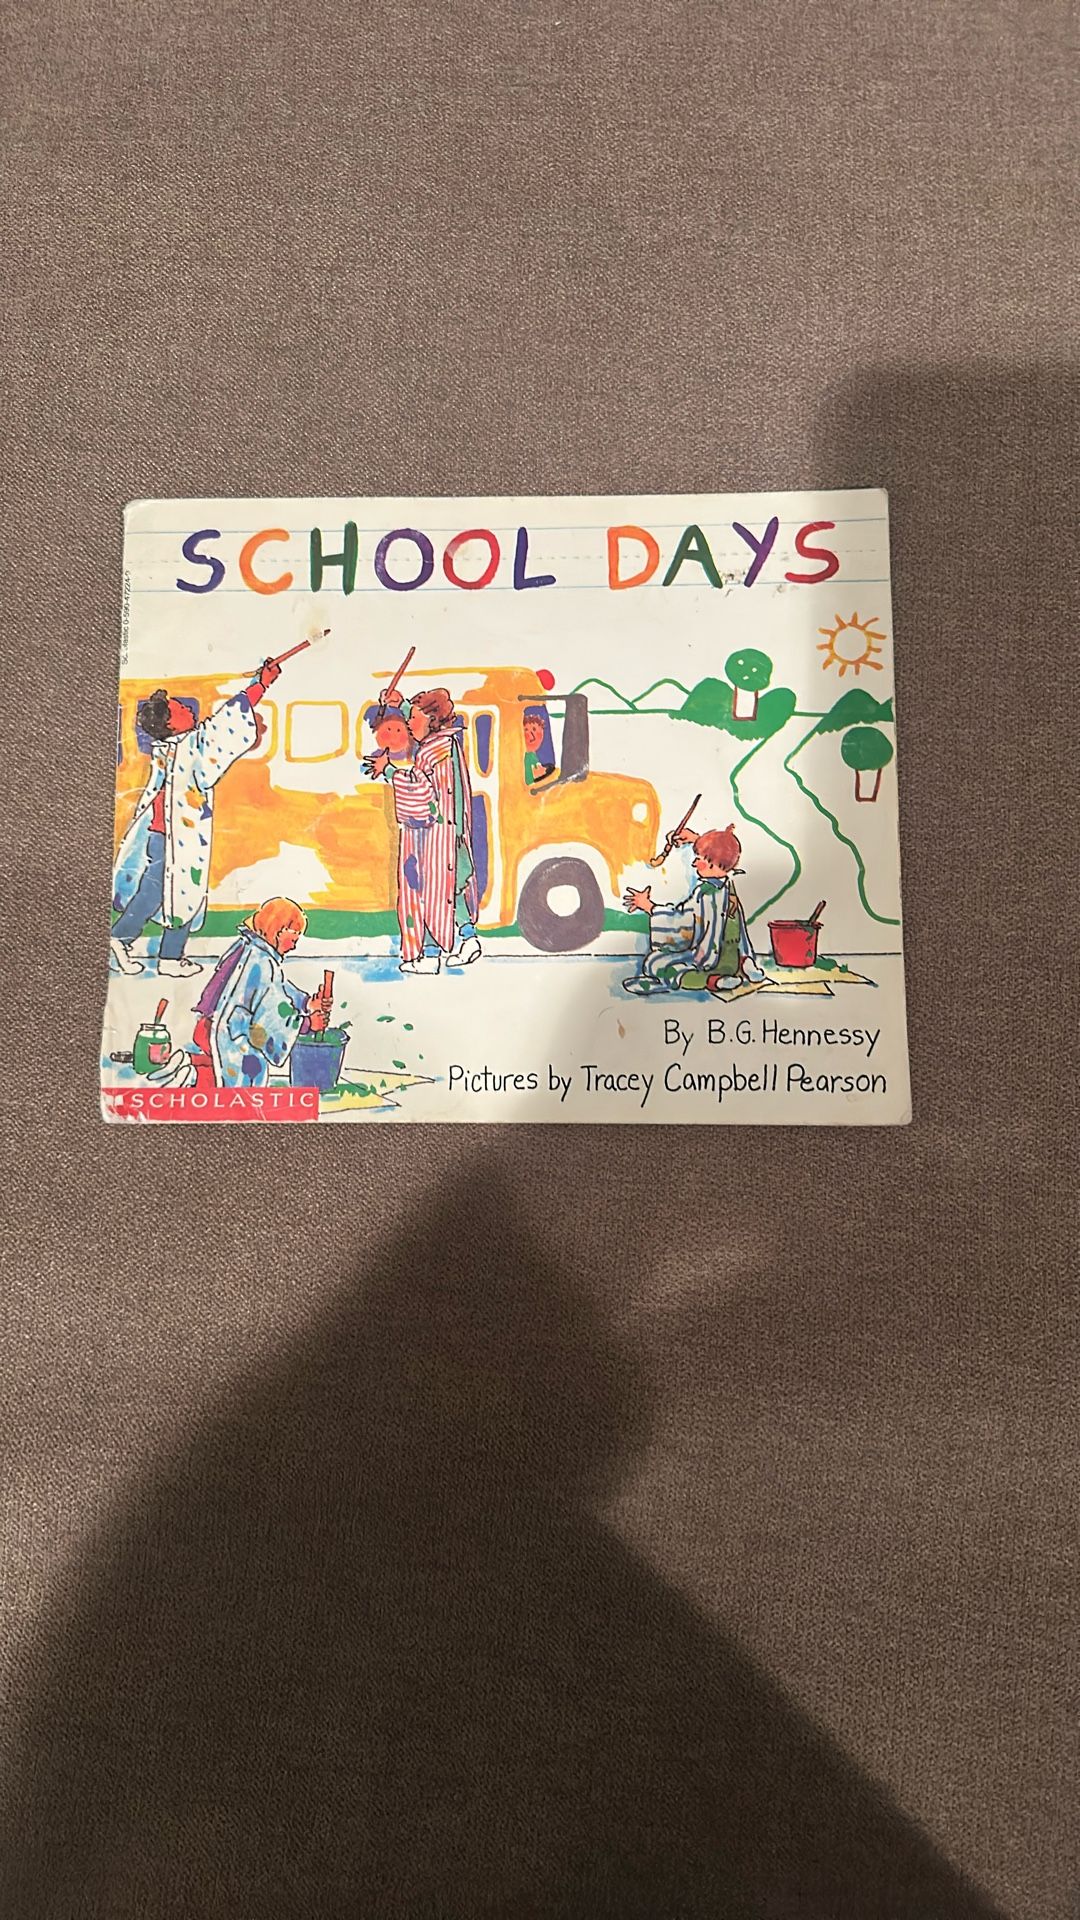 SCHOOL DAYS
By B.G. Hennessy
Pictures by Tracey Campbell Pearson
SCHOLASTIC